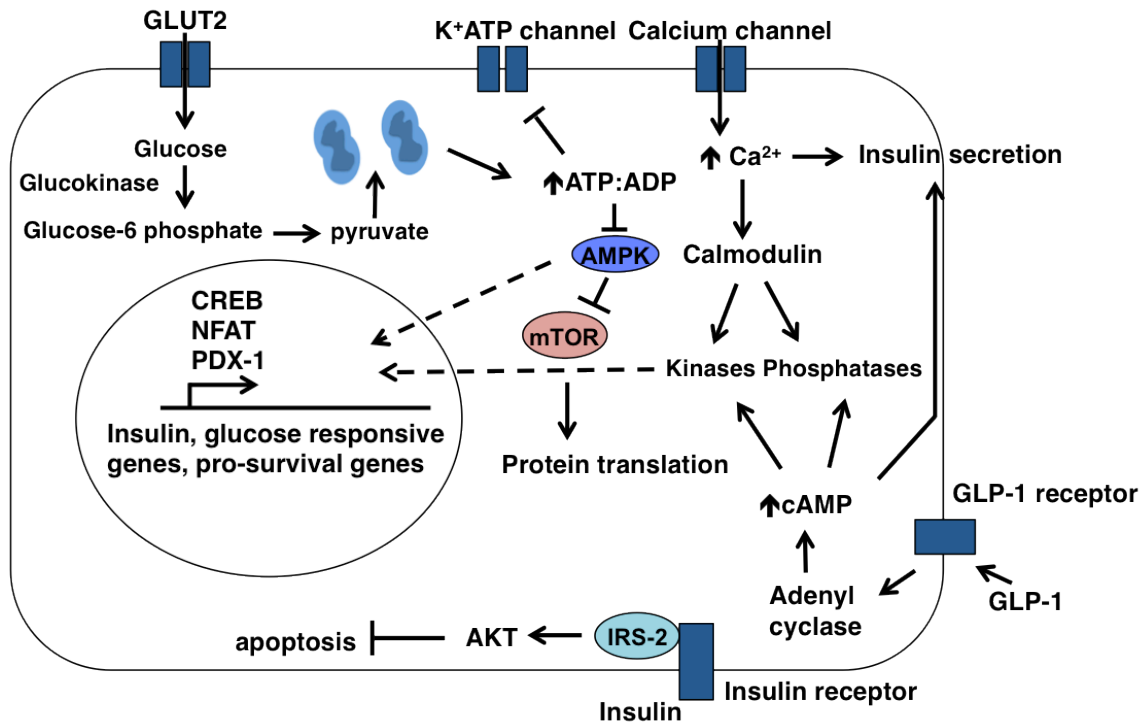 GLUT2
K⁺ATP channel
Calcium channel
Glucose
Glucokinase
Glucose-6 phosphate
pyruvate
ATP:ADP
Ca²⁺
Insulin secretion
AMPK
Calmodulin
mTOR
Kinases Phosphatases
CREB
NFAT
PDX-1
Insulin, glucose responsive
genes, pro-survival genes
Protein translation
cAMP
GLP-1 receptor
GLP-1
Adenyl
cyclase
apoptosis
AKT
IRS-2
Insulin receptor
Insulin